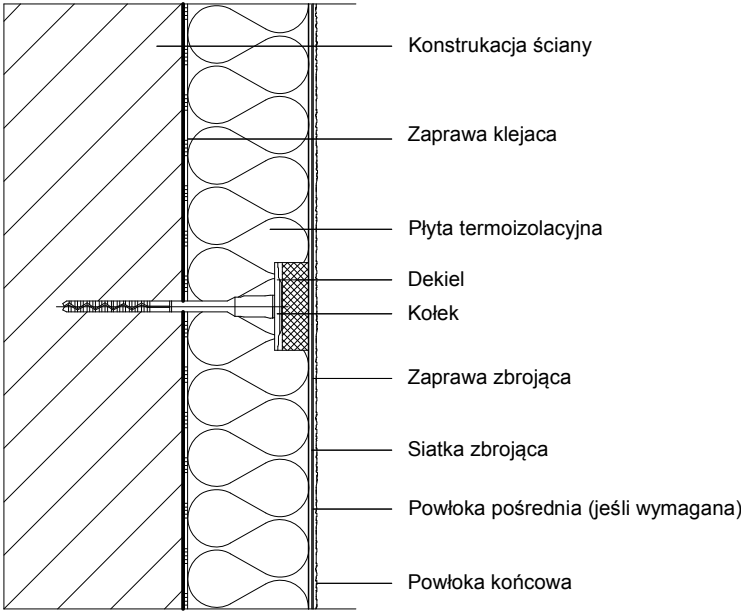 Konstrukacja ściany
Zaprawa klejaca
Płyta termoizolacyjna
Dekiel
Kołek
Zaprawa zbrojąca
Siatka zbrojąca
Powłoka pośrednia (jeśli wymagana)
Powłoka końcowa